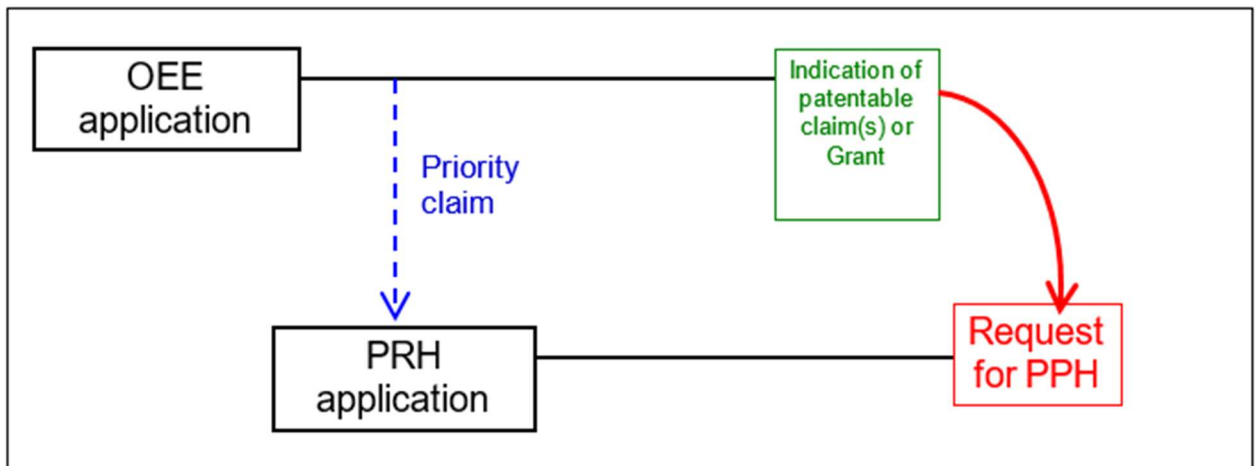 OEE
application
Indication of
patentable
claim(s) or
Grant
Priority
claim
PRH
application
Request
for PPH